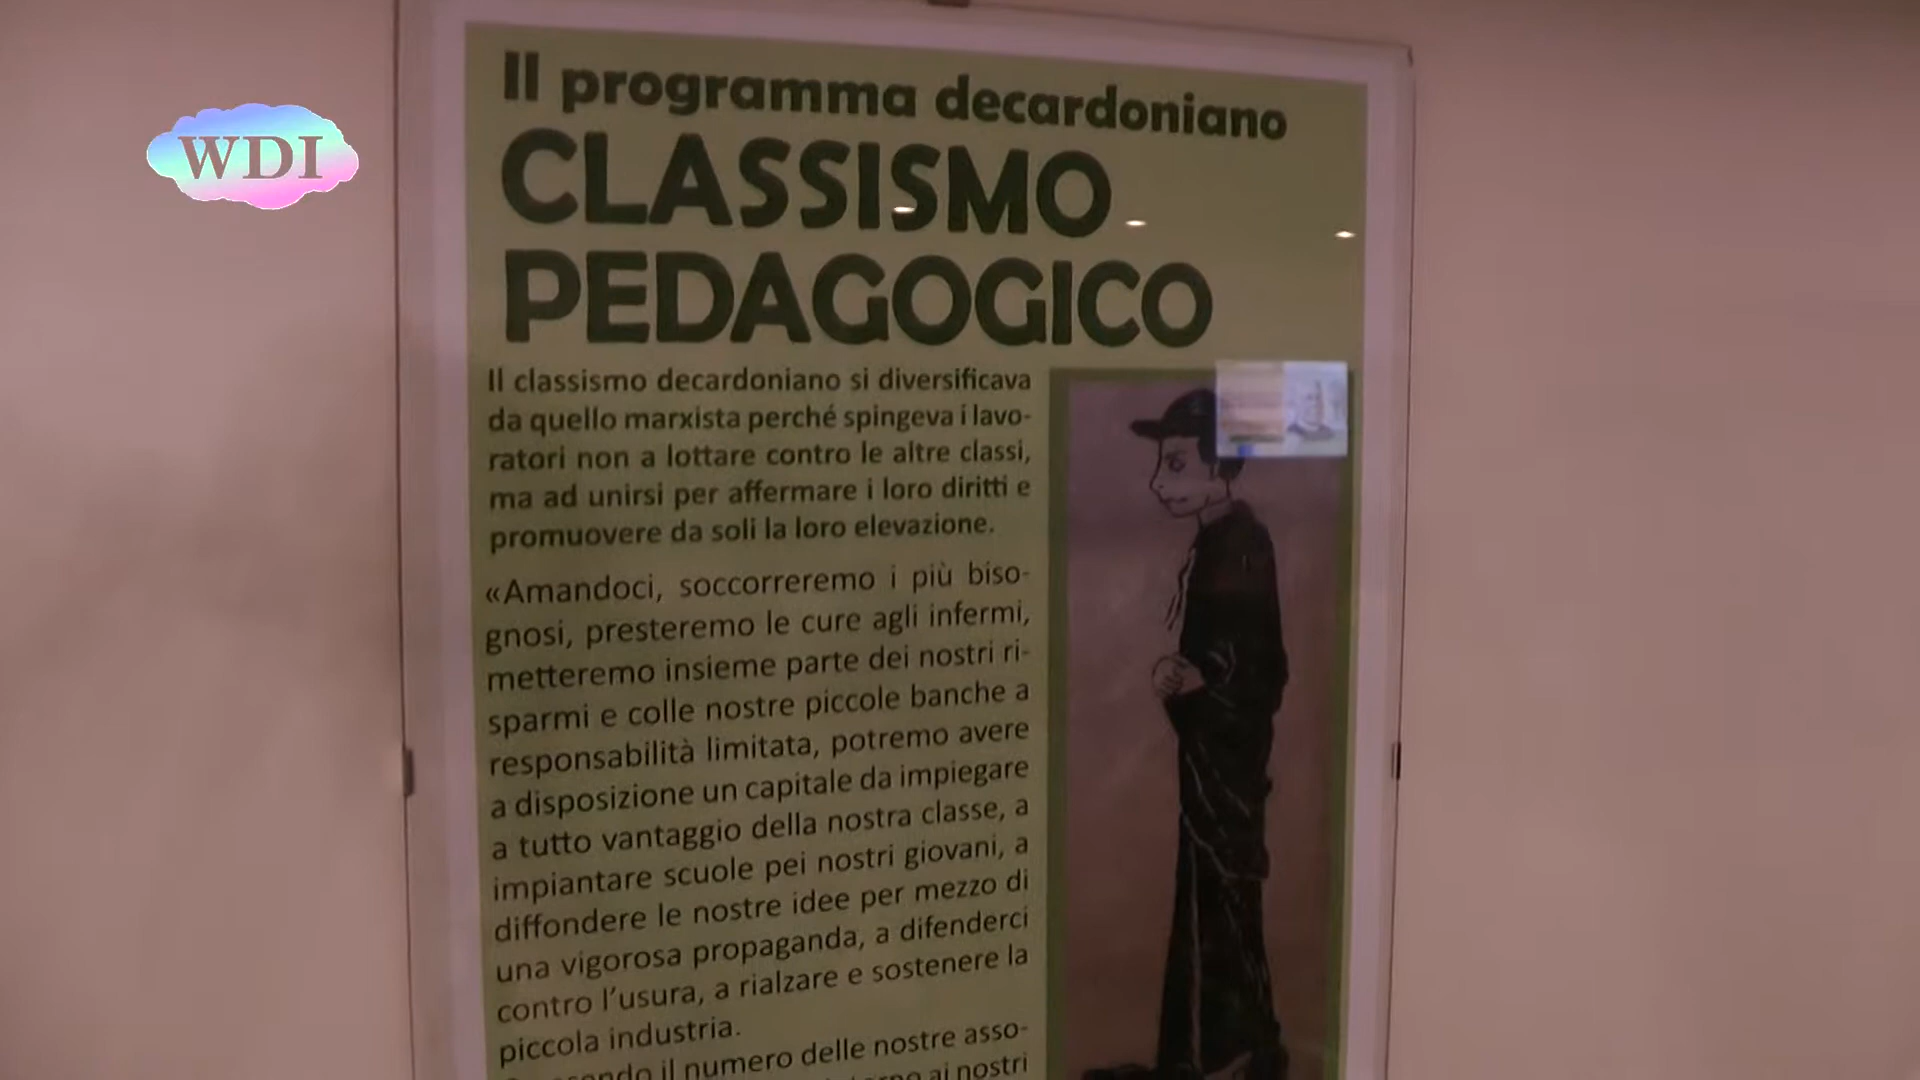 WDI
Il programma decardoniano
CLASSISMO
PEDAGOGICO
Il classismo decardoniano si diversificava
da quello marxista perché spingeva i lavo-
ratori non a lottare contro le altre classi,
ma ad unirsi per affermare i loro diritti e
promuovere da soli la loro elevazione.
«Amandoci, soccorreremo i più biso-
gnosi, presteremo le cure agli infermi,
metteremo insieme parte dei nostri ri-
sparmi e colle nostre piccole banche a
responsabilità limitata, potremo avere
a disposizione un capitale da impiegare
a tutto vantaggio della nostra classe, a
impiantare scuole pei nostri giovani, a
diffondere le nostre idee per mezzo di
una vigorosa propaganda, a difenderci
contro l'usura, a rialzare e sostenere la
piccola industria.
il numero delle nostre asso-
ai nostri